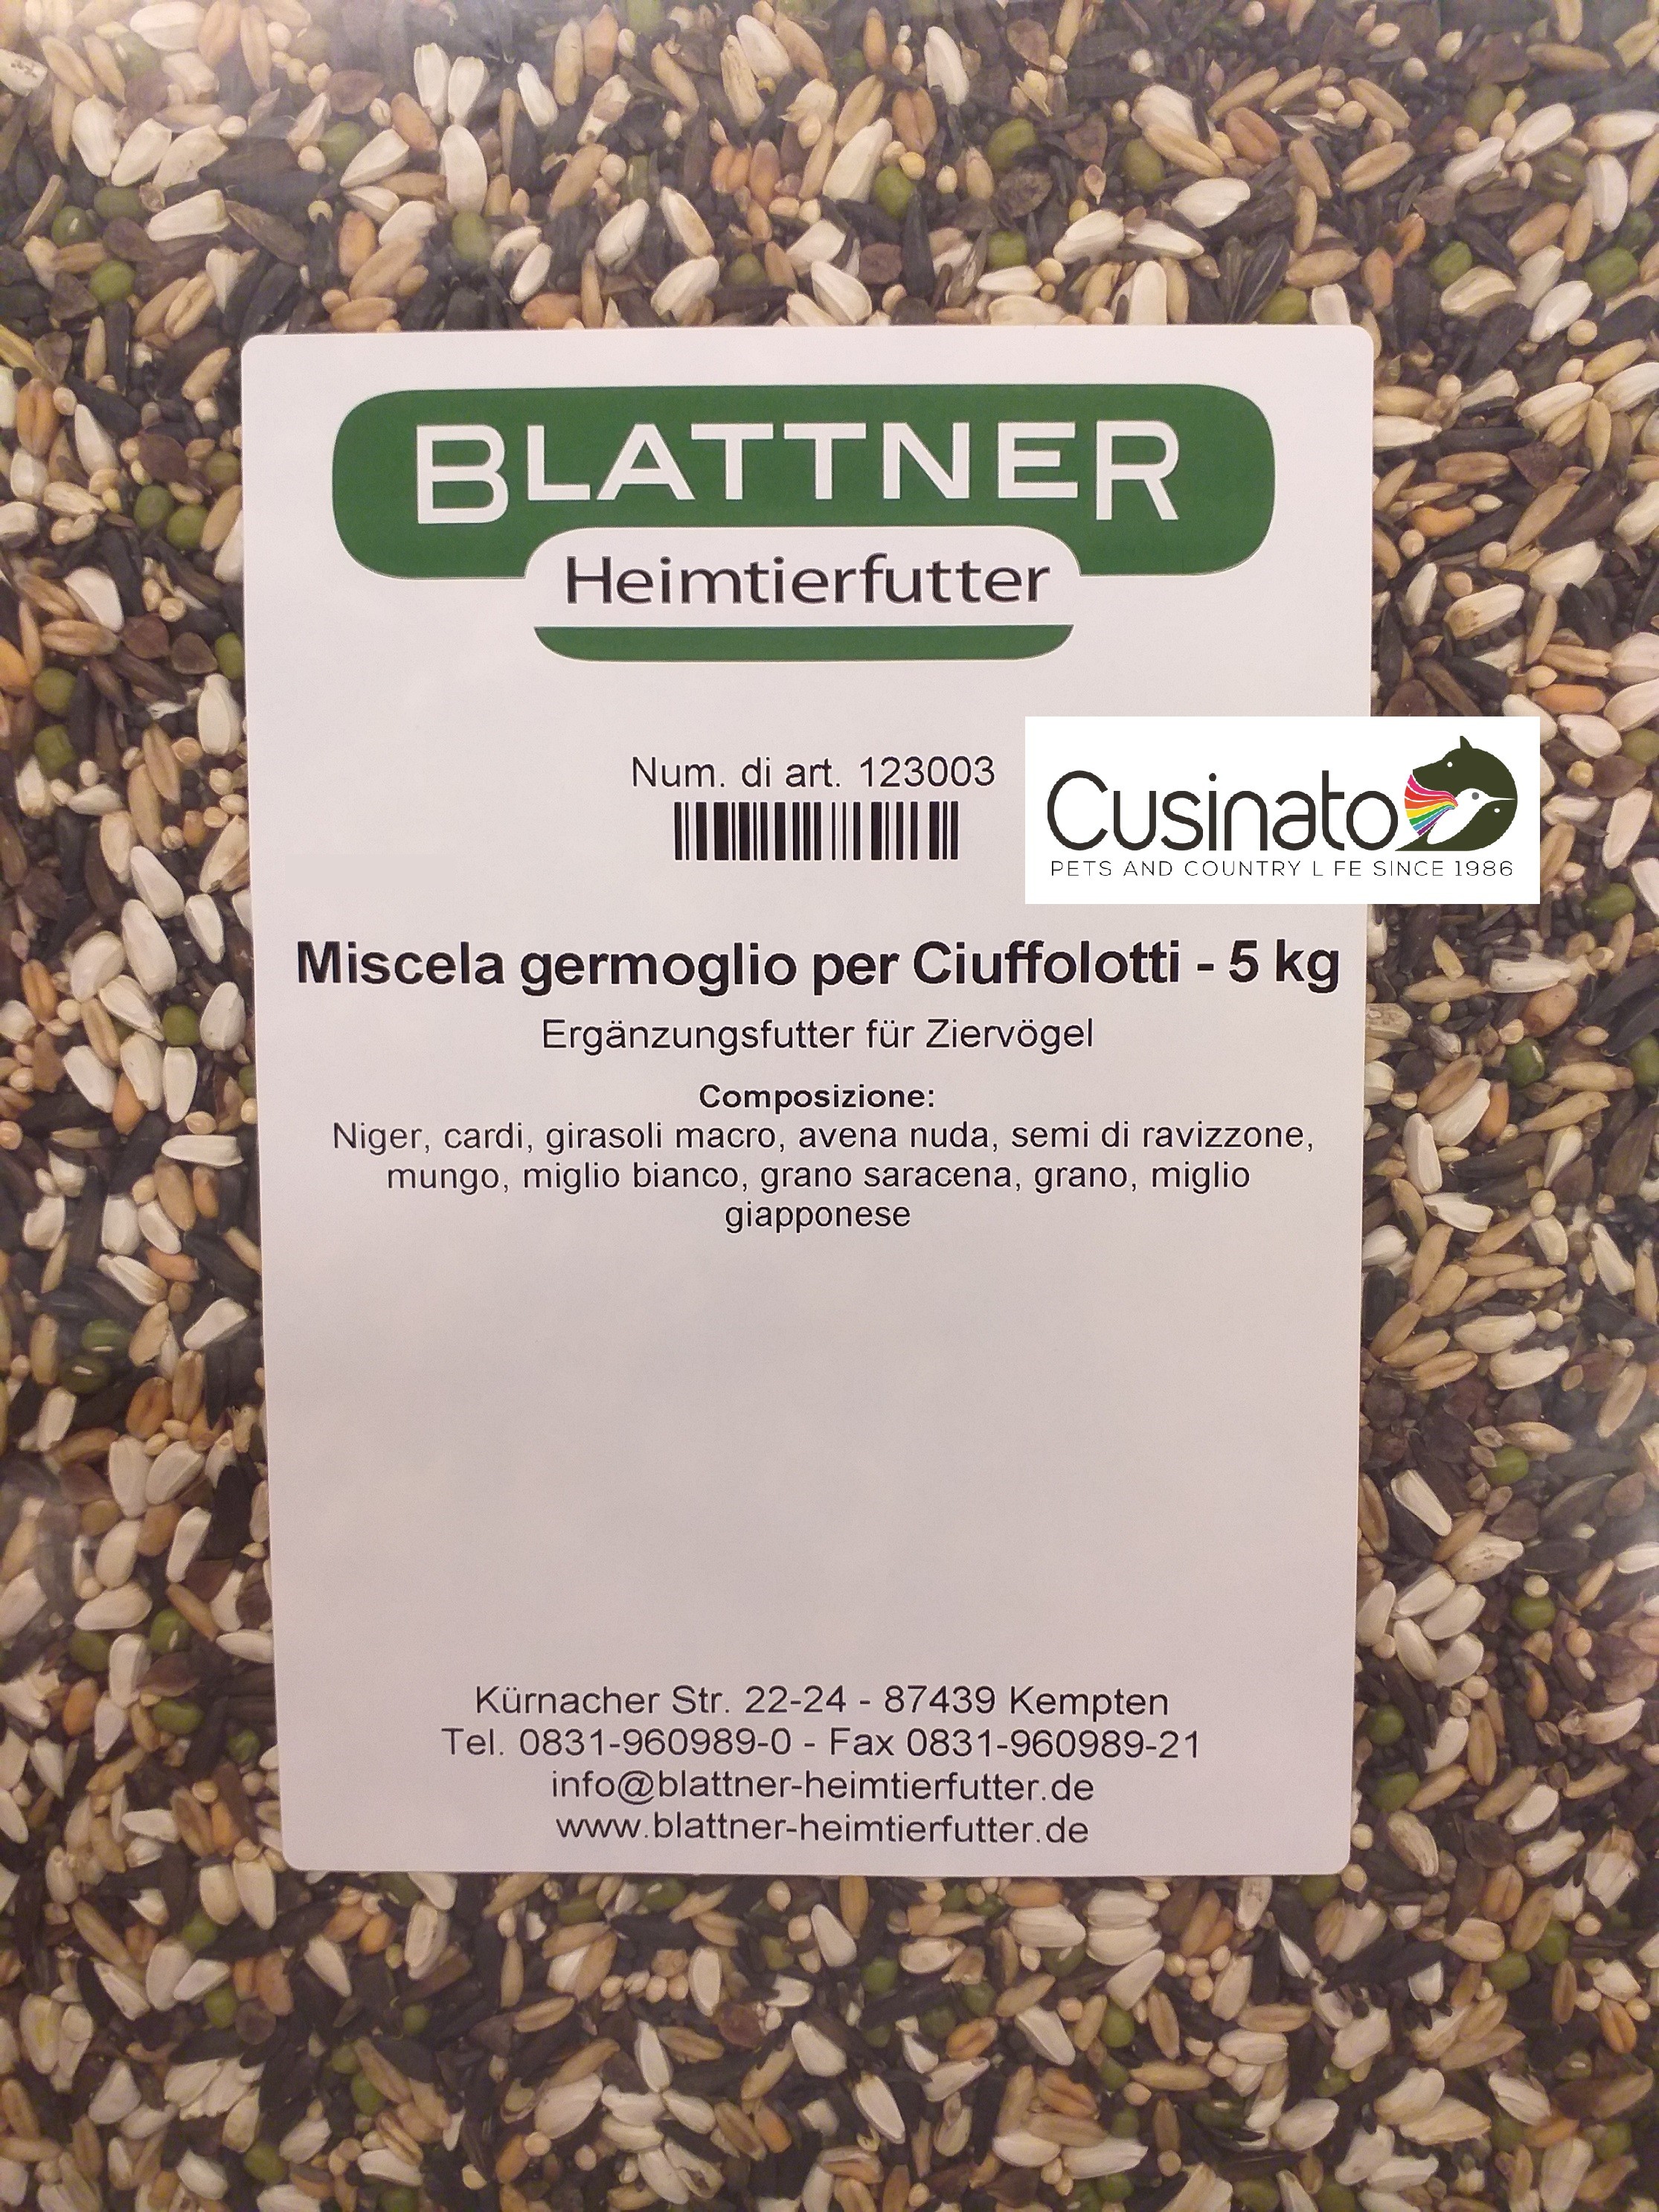 BLATTNER
Heimtierfutter
Num. di art. 123003
Cusinato
PETS AND COUNTRY L FE SINCE 1986
Miscela germoglio per Ciuffolotti - 5 kg
Ergänzungsfutter für Ziervögel
Composizione:
Niger, cardi, girasoli macro, avena nuda, semi di ravizzone,
mungo, miglio bianco, grano saracena, grano, miglio
giapponese
Kürnacher Str. 22-24 - 87439 Kempten
Tel. 0831-960989-0 - Fax 0831-960989-21
info@blattner-heimtierfutter.de
www.blattner-heimtierfutter.de